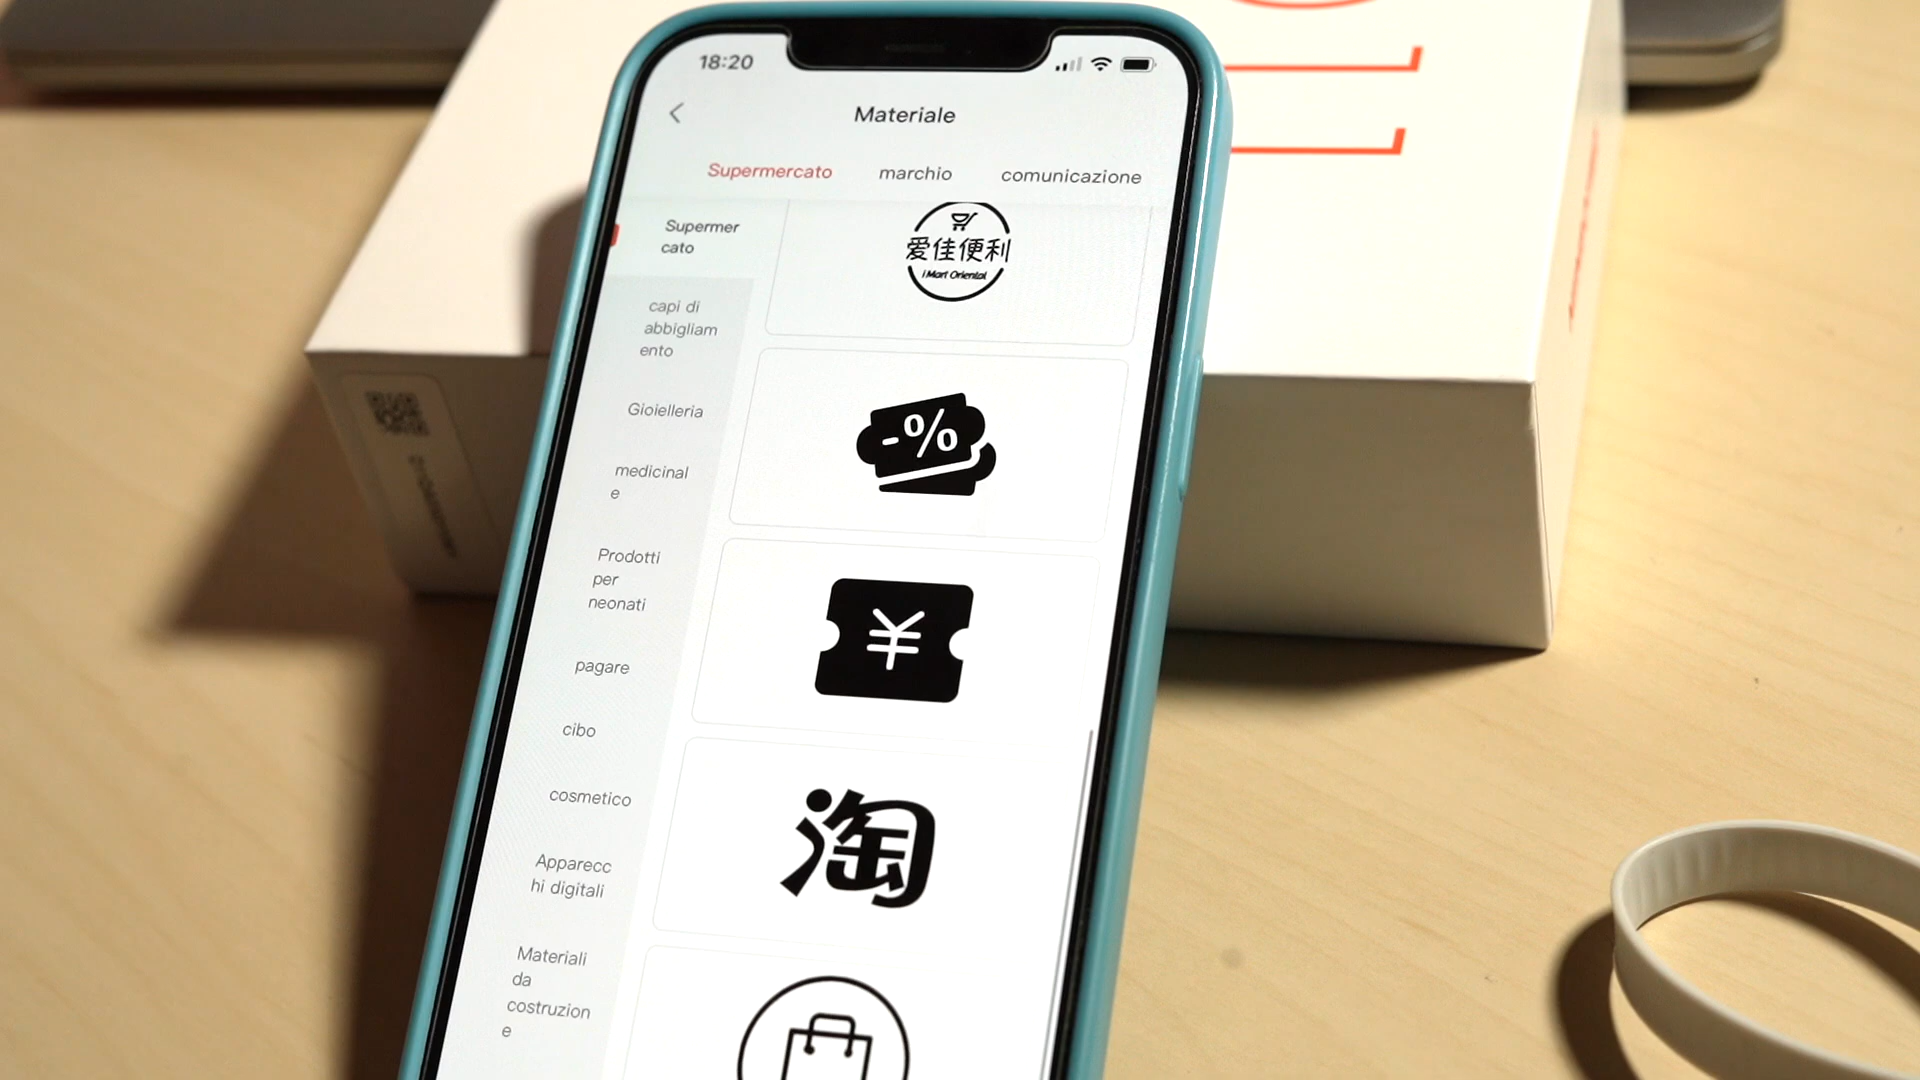 18:20
Materiale
Supermercato
marchio
comunicazione
Supermer
cato
capi di
abbigliam
ento
Gioielleria
medicinal
e
Prodotti
per
neonati
pagare
cibo
cosmetico
Apparecc
hi digitali
Materiali
da
costruzion
e
爱佳便利
i Mart Oriental
-%
¥
淘